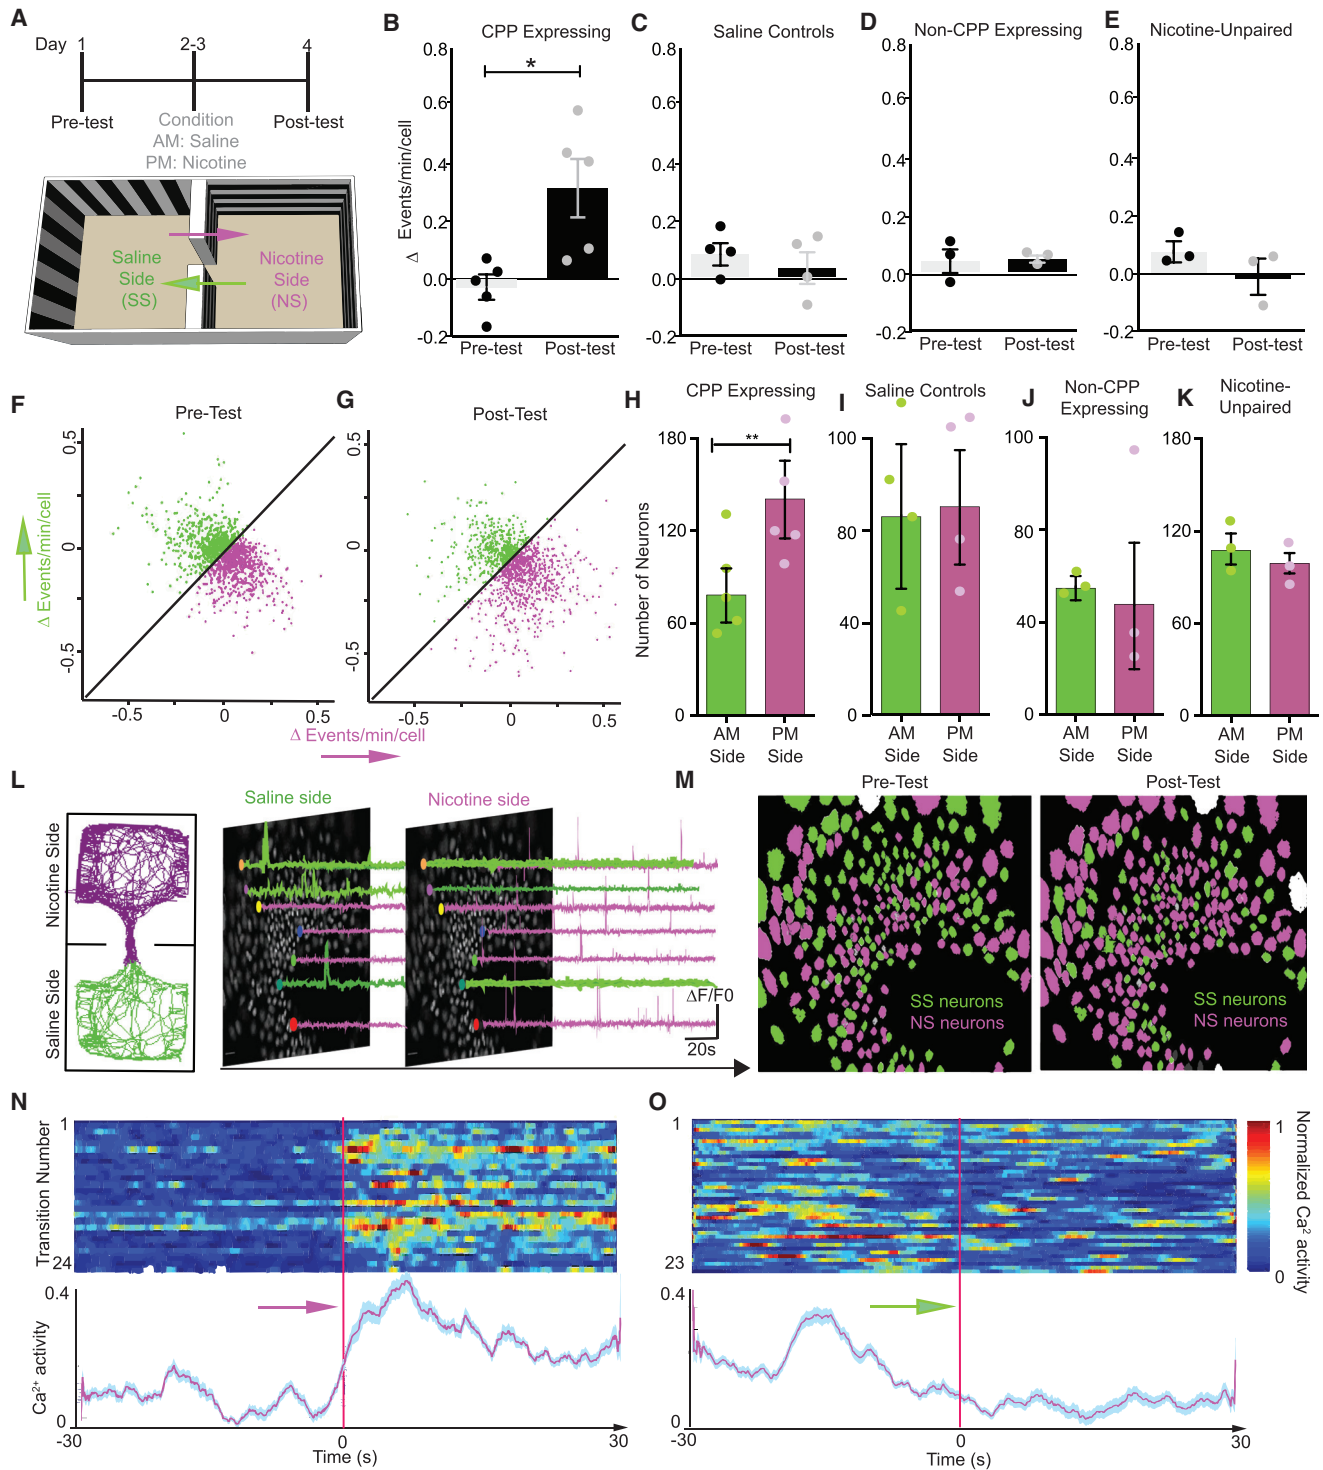 A
Day 1 2-3 4
Pre-test Condition Post-test
AM: Saline
PM: Nicotine
Saline
Side
(SS)
Nicotine
Side
(NS)
B
CPP Expressing
Δ Events/min/cell
0.8
0.6
0.4
0.2
0.0
-0.2
*
Pre-test Post-test
C
Saline Controls
0.8
0.6
0.4
0.2
0.0
-0.2
Pre-test Post-test
D
Non-CPP Expressing
0.8
0.6
0.4
0.2
0.0
-0.2
Pre-test Post-test
E
Nicotine-Unpaired
0.8
0.6
0.4
0.2
0.0
-0.2
Pre-test Post-test
F
Pre-Test
Δ Events/min/cell
0.5
0
-0.5
-0.5 0 0.5
G
Post-Test
0.5
0
-0.5
-0.5 0 0.5
Δ Events/min/cell
H
CPP Expressing
Number of Neurons
180
120
60
0
**
AM Side PM Side
I
Saline Controls
100
80
40
0
AM Side PM Side
J
Non-CPP
Expressing
100
80
40
0
AM Side PM Side
K
Nicotine-
Unpaired
180
120
60
0
AM Side PM Side
L
Nicotine Side
Saline Side
Saline side
Nicotine side
ΔF/F0
20s
M
Pre-Test
SS neurons
NS neurons
Post-Test
SS neurons
NS neurons
N
Transition Number
1
24
Ca2+ activity
0.4
0
-30 0 30
Time (s)
O
1
23
0.4
0
-30 0 30
Time (s)
1
0
Normalized Ca2 activity